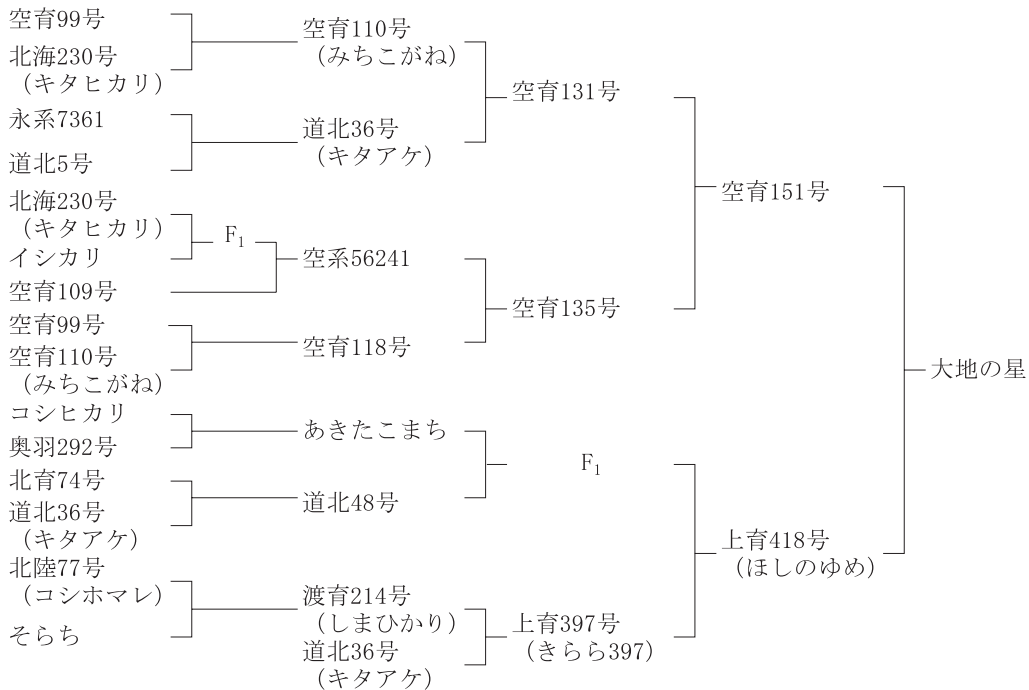 空育99号
北海230号
（キタヒカリ）
永系7361
道北5号
北海230号
（キタヒカリ）
イシカリ
空育109号
空育99号
空育110号
（みちこがね）
コシヒカリ
奥羽292号
北育74号
道北36号
（キタアケ）
北陸77号
（コシホマレ）
そらち
空育110号
（みちこがね）
道北36号
（キタアケ）
F₁
空系56241
空育118号
あきたこまち
道北48号
渡育214号
（しまひかり）
道北36号
（キタアケ）
空育131号
空育135号
F₁
上育397号
（きらら397）
空育151号
上育418号
（ほしのゆめ）
大地の星